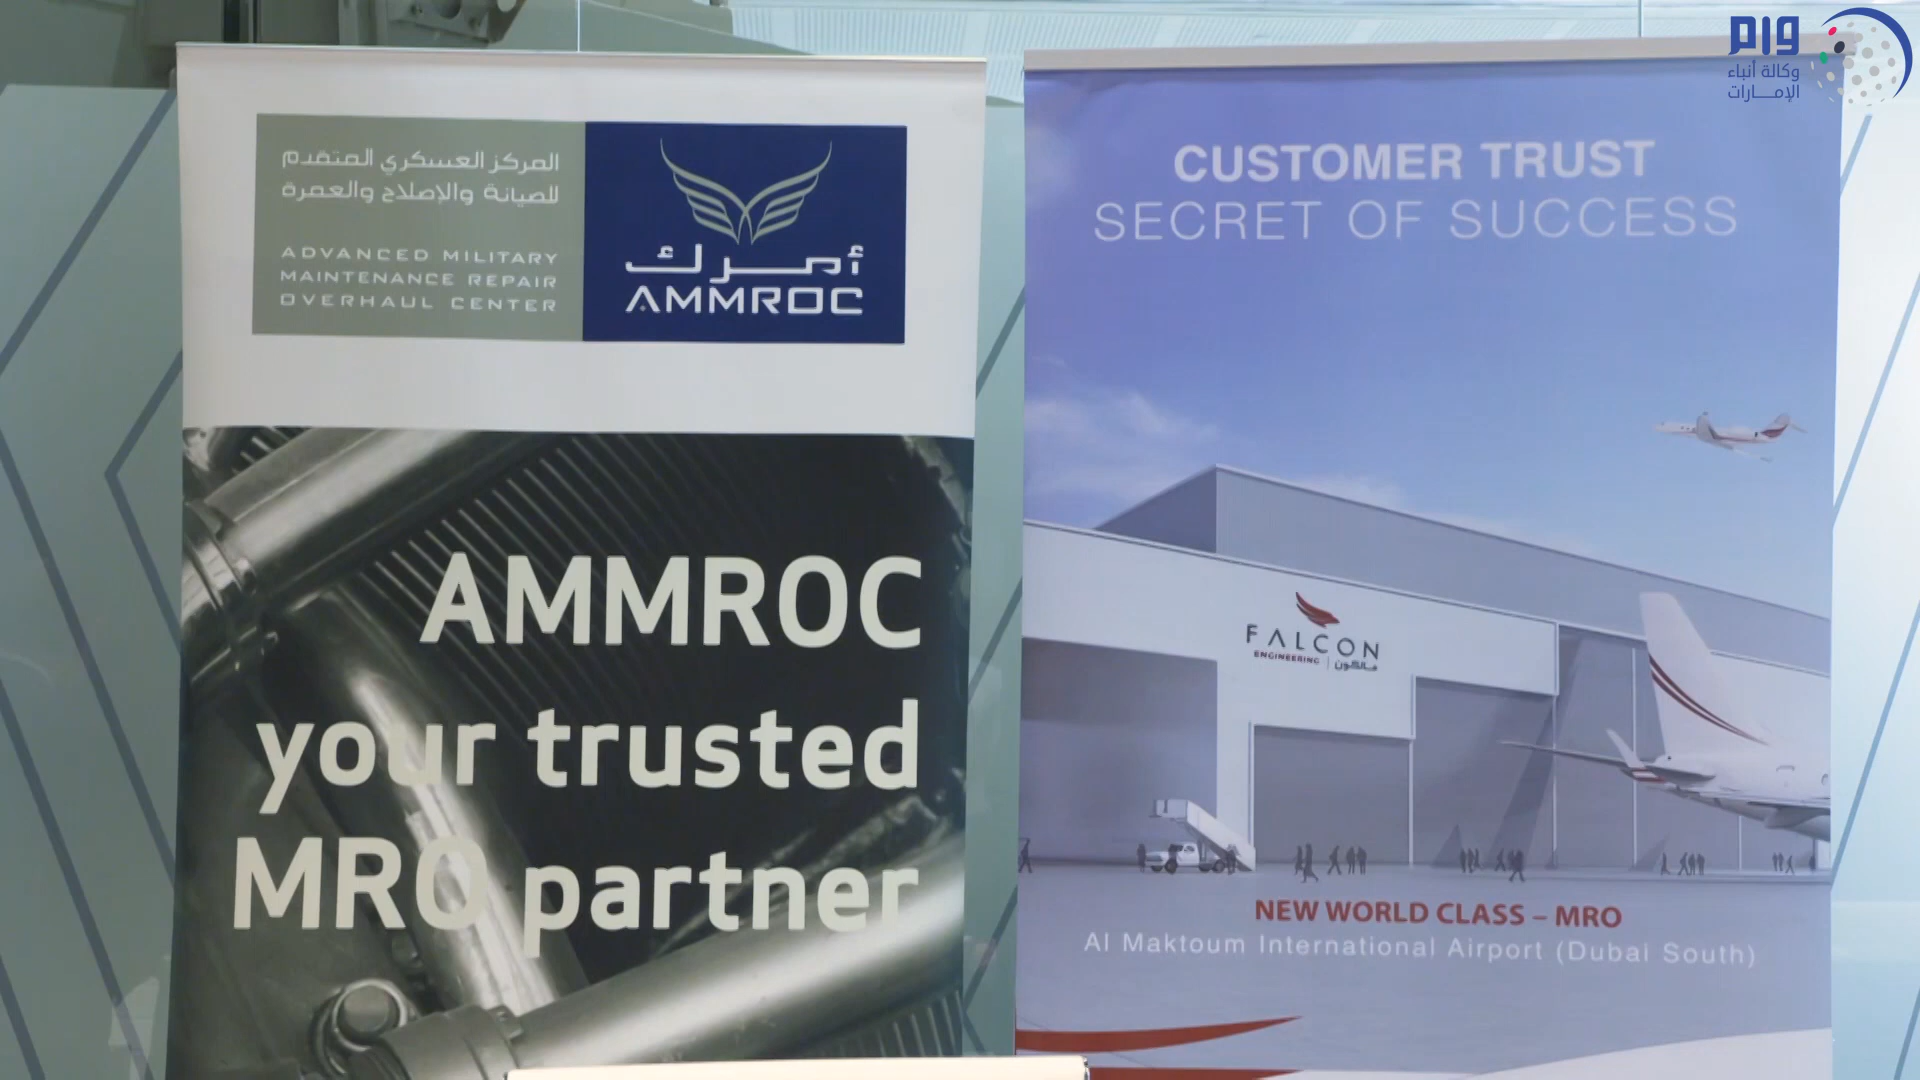 المركز العسكري المتقدم
للصيانة والإصلاح والعمرة
ADVANCED MILITARY
MAINTENANCE REPAIR
OVERHAUL CENTER
أمرك
AMMROC
AMMROC
your trusted
MRO partner
CUSTOMER TRUST
SECRET OF SUCCESS
FALCON
ENGINEERING | فالكون
NEW WORLD CLASS – MRO
Al Maktoum International Airport (Dubai South)
وام
وكالة أنباء
الإمـــارات